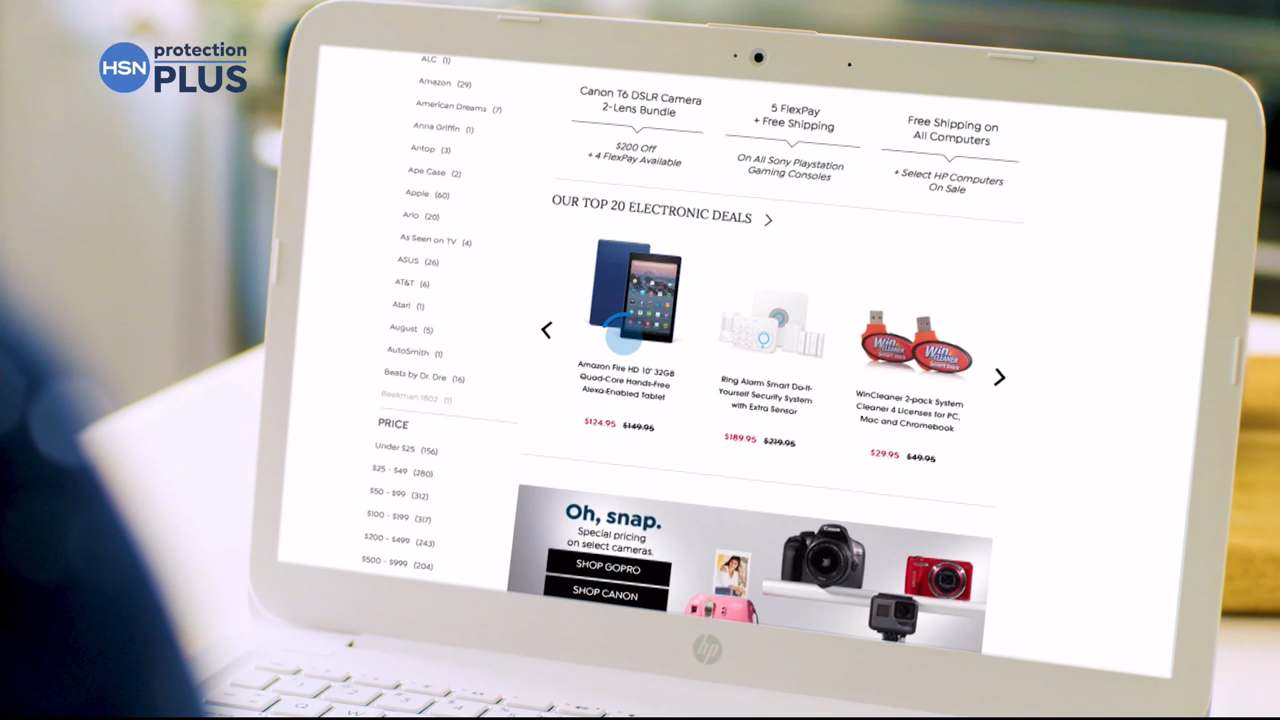 HSN protection
PLUS
ALC (1)
Amazon (29)
American Dreams (7)
Anna Griffin (1)
Antop (3)
Ape Case (2)
Apple (60)
Arlo (20)
As Seen on TV (4)
ASUS (26)
AT&T (6)
Atari (1)
August (5)
AutoSmith (1)
Beats by Dr. Dre (16)
Beekman 1802 (1)
PRICE
Under $25 (156)
$25 - $49 (280)
$50 - $99 (312)
$100 - $199 (317)
$200 - $499 (243)
$500 - $999 (204)
Canon T6 DSLR Camera
2-Lens Bundle
$200 Off
+ 4 FlexPay Available
5 FlexPay
+ Free Shipping
On All Sony Playstation
Gaming Consoles
Free Shipping on
All Computers
+ Select HP Computers
On Sale
OUR TOP 20 ELECTRONIC DEALS
Amazon Fire HD 10" 32GB
Quad-Core Hands-Free
Alexa-Enabled Tablet
$124.95 $149.95
Ring Alarm Smart Do-It-
Yourself Security System
with Extra Sensor
$189.95 $219.95
Win
CLEANER
Win
CLEANER
WinCleaner 2-pack System
Cleaner 4 Licenses for PC,
Mac and Chromebook
$29.95 $49.95
Oh, snap.
Special pricing
on select cameras.
SHOP GOPRO
SHOP CANON
Canon
hp